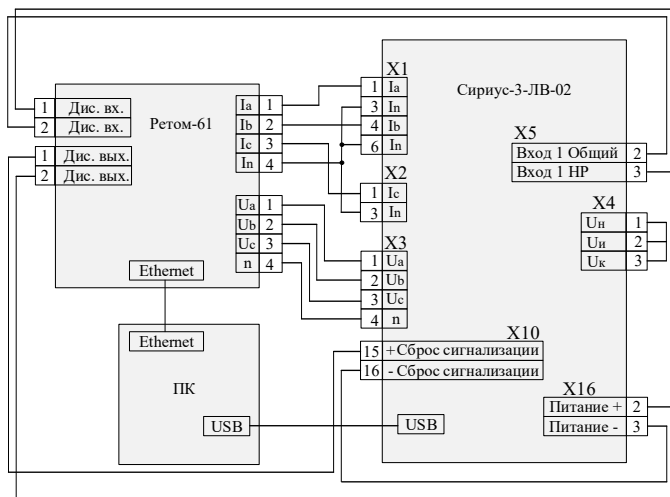 X1
Сириус-3-ЛВ-02
1 Дис. вх.
2 Дис. вх.
1 Дис. вых.
2 Дис. вых.
Ретом-61
Ia 1
Ib 2
Ic 3
In 4
Ua 1
Ub 2
Uc 3
n 4
Ethernet
1 Ia
3 In
4 Ib
6 In
X2
1 Ic
3 In
X3
1 Ua
2 Ub
3 Uc
4 n
X5
Вход 1 Общий 2
Вход 1 НР 3
X4
Uн 1
Uи 2
Uк 3
Ethernet
ПК
USB
X10
15 + Сброс сигнализации
16 - Сброс сигнализации
USB
X16
Питание + 2
Питание - 3